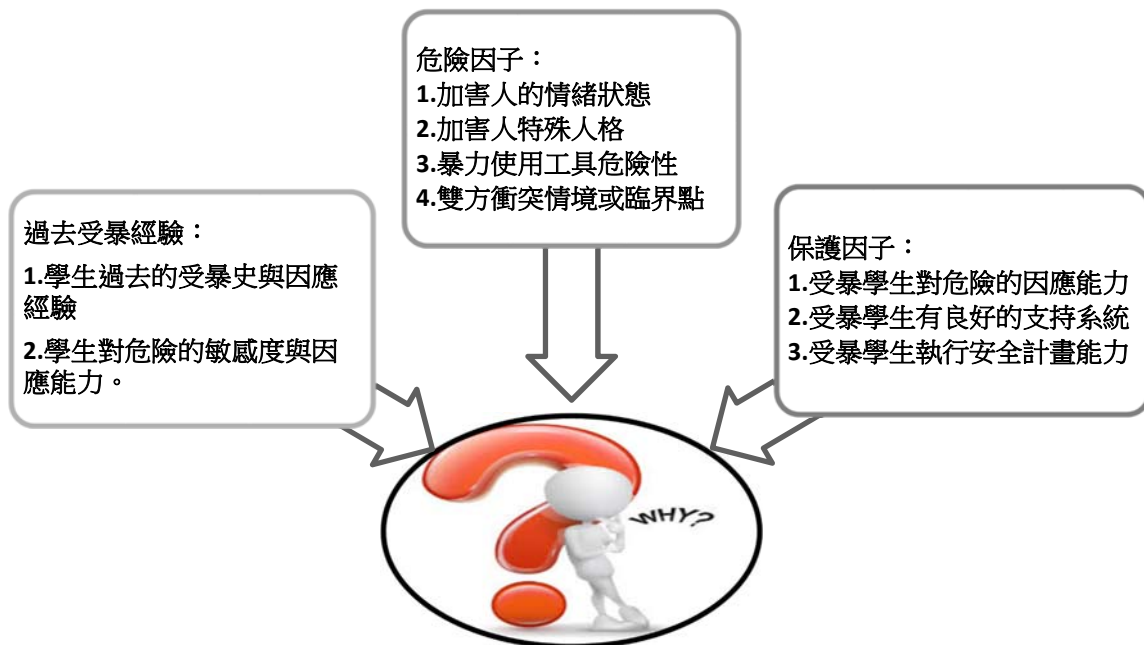 危險因子：
1.加害人的情緒狀態
2.加害人特殊人格
3.暴力使用工具危險性
4.雙方衝突情境或臨界點
過去受暴經驗：
1.學生過去的受暴史與因應
經驗
2.學生對危險的敏感度與因
應能力。
保護因子：
1.受暴學生對危險的因應能力
2.受暴學生有良好的支持系統
3.受暴學生執行安全計畫能力
WHY?